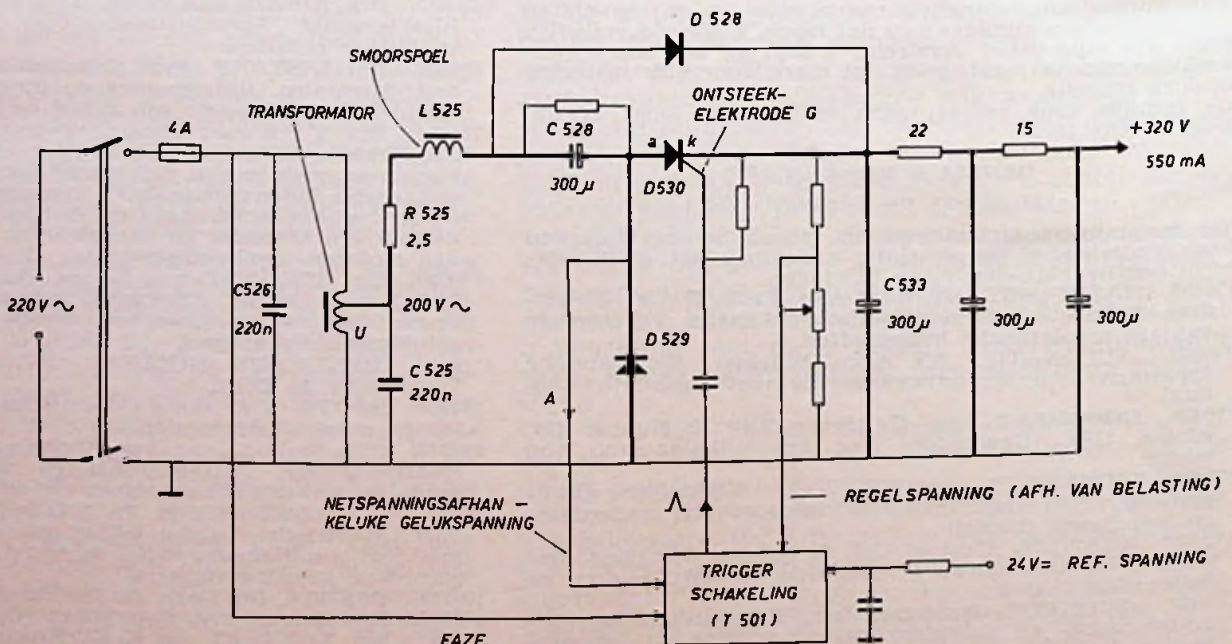 D 528
SMOORSPOEL
L 525
TRANSFORMATOR
4A
C 528
300µ
ONTSTEEK-
ELEKTRODE G
a
k
D530
22
15
+320 V
550 mA
R 525
2,5
220V ~
C526
220n
U
200V ~
C 525
220n
D 529
A
C 533
300µ
300µ
300µ
NETSPANNINGSAFHAN -
KELIJKE GELIJKSPANNING
REGELSPANNING (AFH. VAN BELASTING)
TRIGGER
SCHAKELING
(T 501)
24V= REF. SPANNING
FAZE